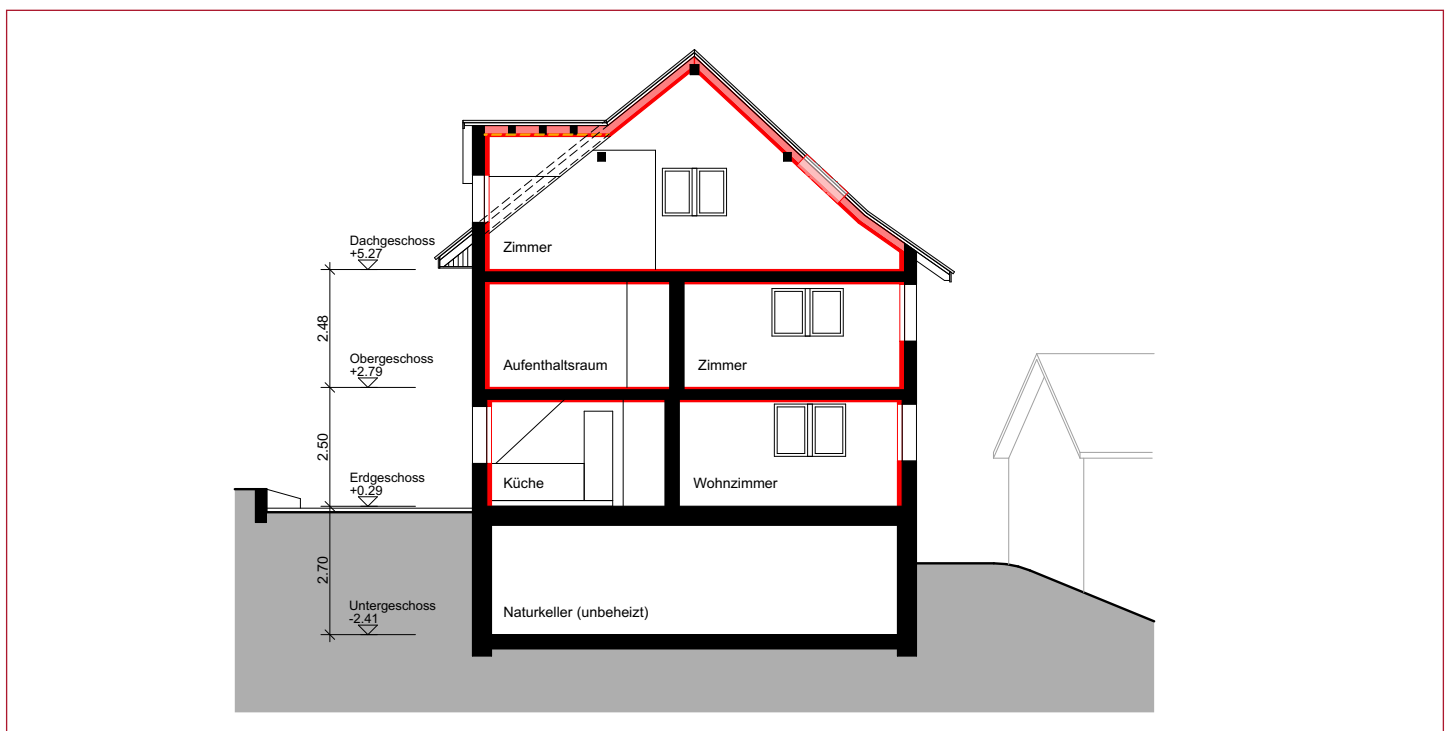 Dachgeschoss
+5.27
Zimmer
2.48
Obergeschoss
+2.79
Aufenthaltsraum
Zimmer
2.50
Erdgeschoss
+0.29
Küche
Wohnzimmer
2.70
Untergeschoss
-2.41
Naturkeller (unbeheizt)